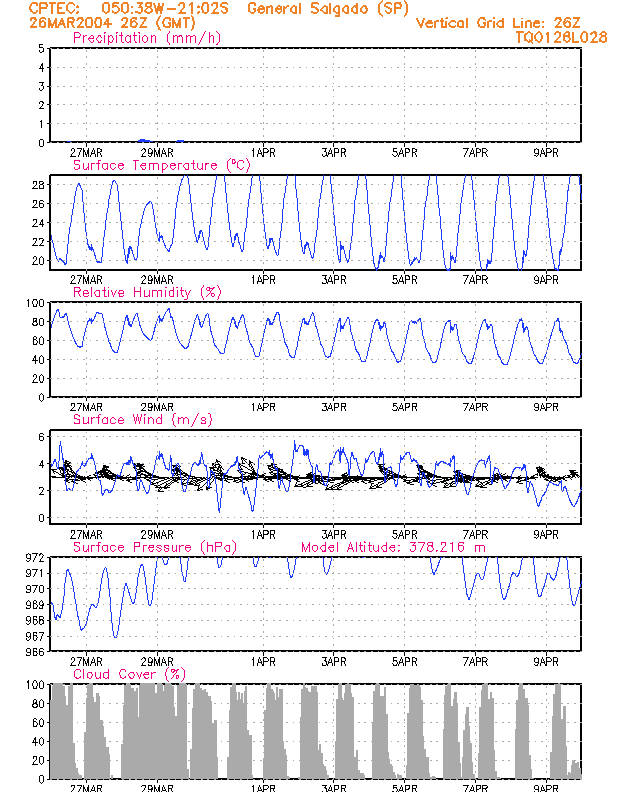 CPTEC: 050:38W-21:02S General Salgado (SP)
26MAR2004 26Z (GMT) Vertical Grid Line: 26Z
Precipitation (mm/h) TQ0126L028
5
4
3
2
1
0
27MAR 29MAR 1APR 3APR 5APR 7APR 9APR
Surface Temperature (°C)
28
26
24
22
20
27MAR 29MAR 1APR 3APR 5APR 7APR 9APR
Relative Humidity (%)
100
80
60
40
20
0
27MAR 29MAR 1APR 3APR 5APR 7APR 9APR
Surface Wind (m/s)
6
4
2
0
27MAR 29MAR 1APR 3APR 5APR 7APR 9APR
Surface Pressure (hPa) Model Altitude: 378.216 m
972
971
970
969
968
967
966
27MAR 29MAR 1APR 3APR 5APR 7APR 9APR
Cloud Cover (%)
100
80
60
40
20
0
27MAR 29MAR 1APR 3APR 5APR 7APR 9APR